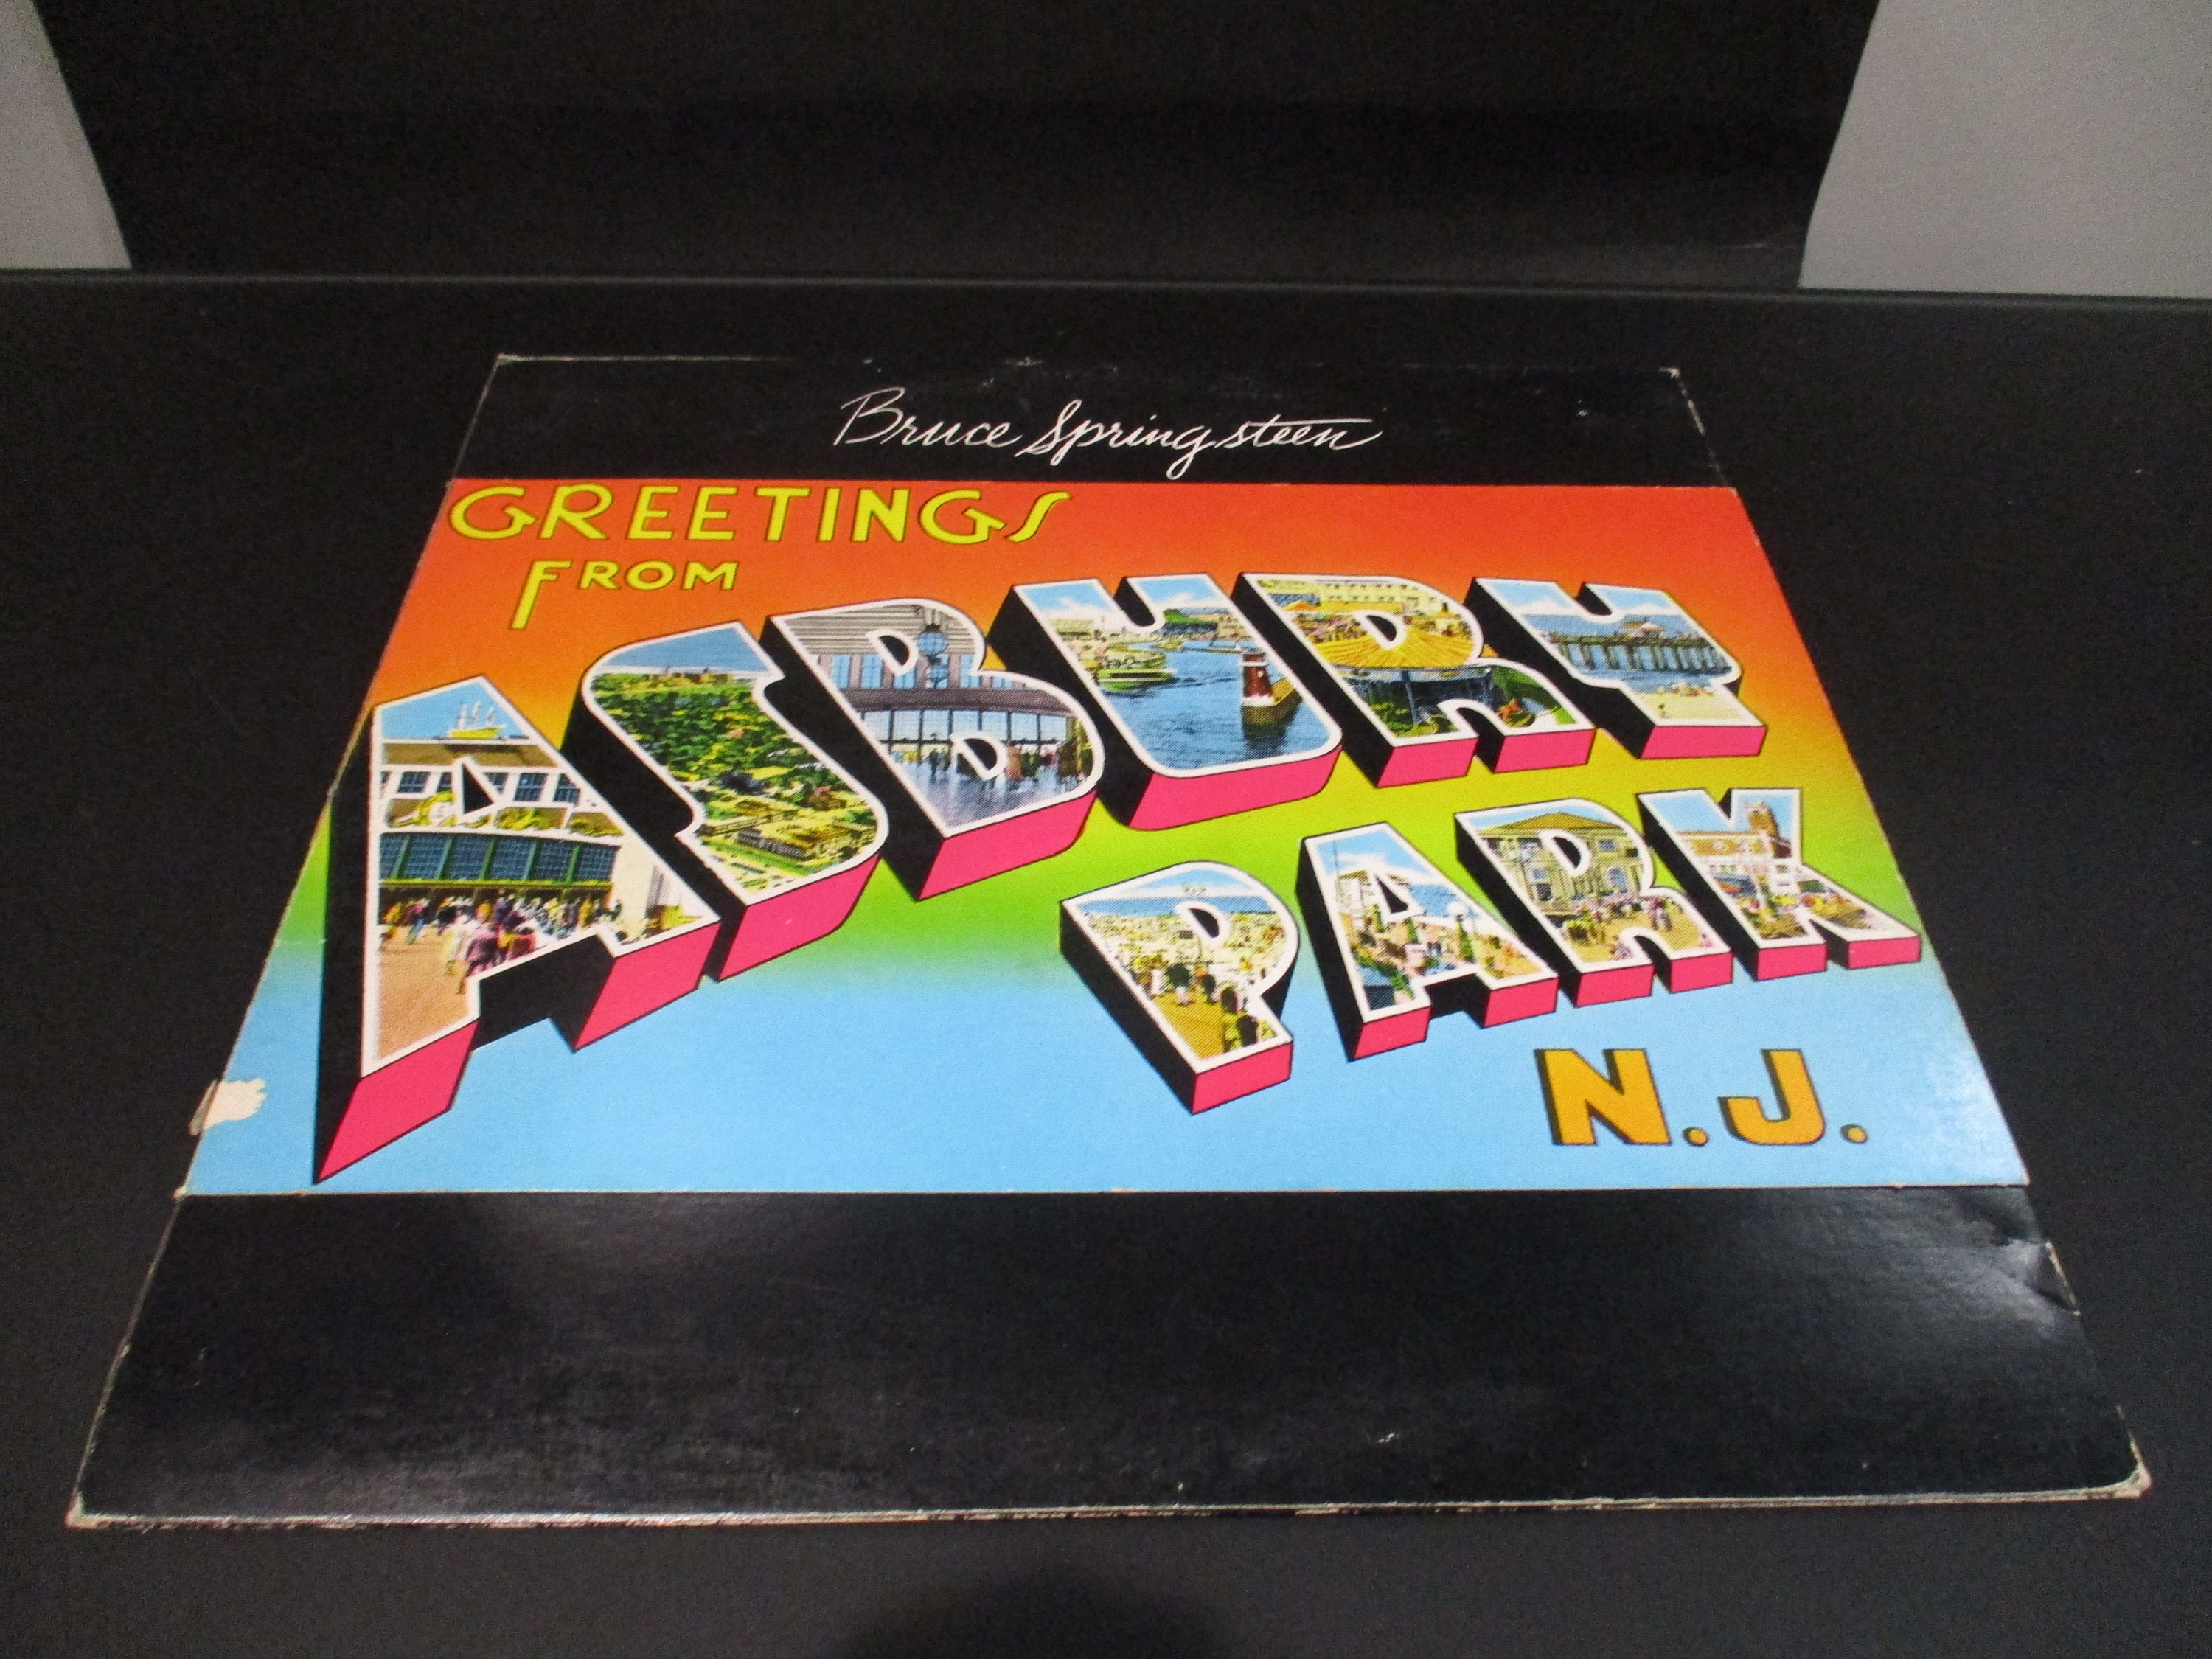 Bruce Springsteen
GREETINGS
FROM
ASBURY
PARK
N.J.